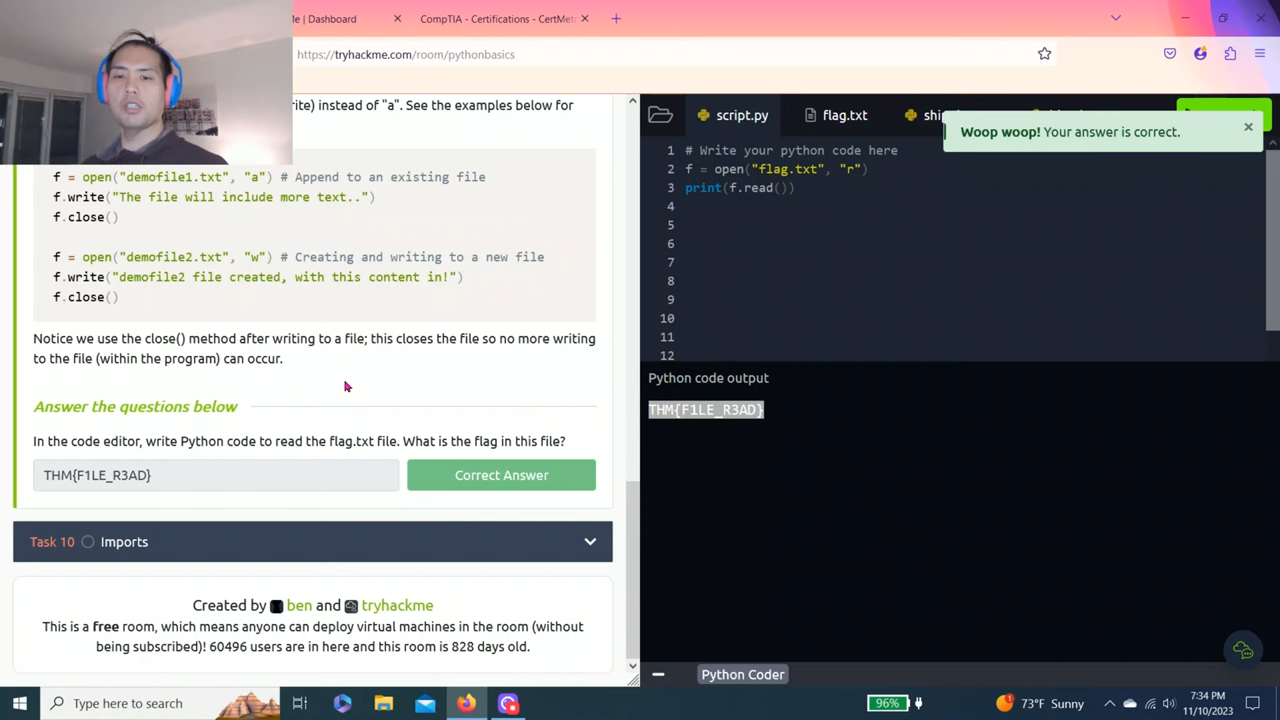 e | Dashboard
CompTIA - Certifications - CertMet
https://tryhackme.com/room/pythonbasics
rite) instead of "a". See the examples below for
f = open("demofile1.txt", "a") # Append to an existing file
f.write("The file will include more text..")
f.close()
f = open("demofile2.txt", "w") # Creating and writing to a new file
f.write("demofile2 file created, with this content in!")
f.close()
Notice we use the close() method after writing to a file; this closes the file so no more writing
to the file (within the program) can occur.
Answer the questions below
In the code editor, write Python code to read the flag.txt file. What is the flag in this file?
THM{F1LE_R3AD}
Correct Answer
Task 10
Imports
Created by ben and tryhackme
This is a free room, which means anyone can deploy virtual machines in the room (without
being subscribed)! 60496 users are in here and this room is 828 days old.
script.py
flag.txt
Woop woop! Your answer is correct.
1 # Write your python code here
2 f = open("flag.txt", "r")
3 print(f.read())
4
5
6
7
8
9
10
11
12
Python code output
THM{F1LE_R3AD}
Python Coder
Type here to search
96%
73°F Sunny
7:34 PM
11/10/2023